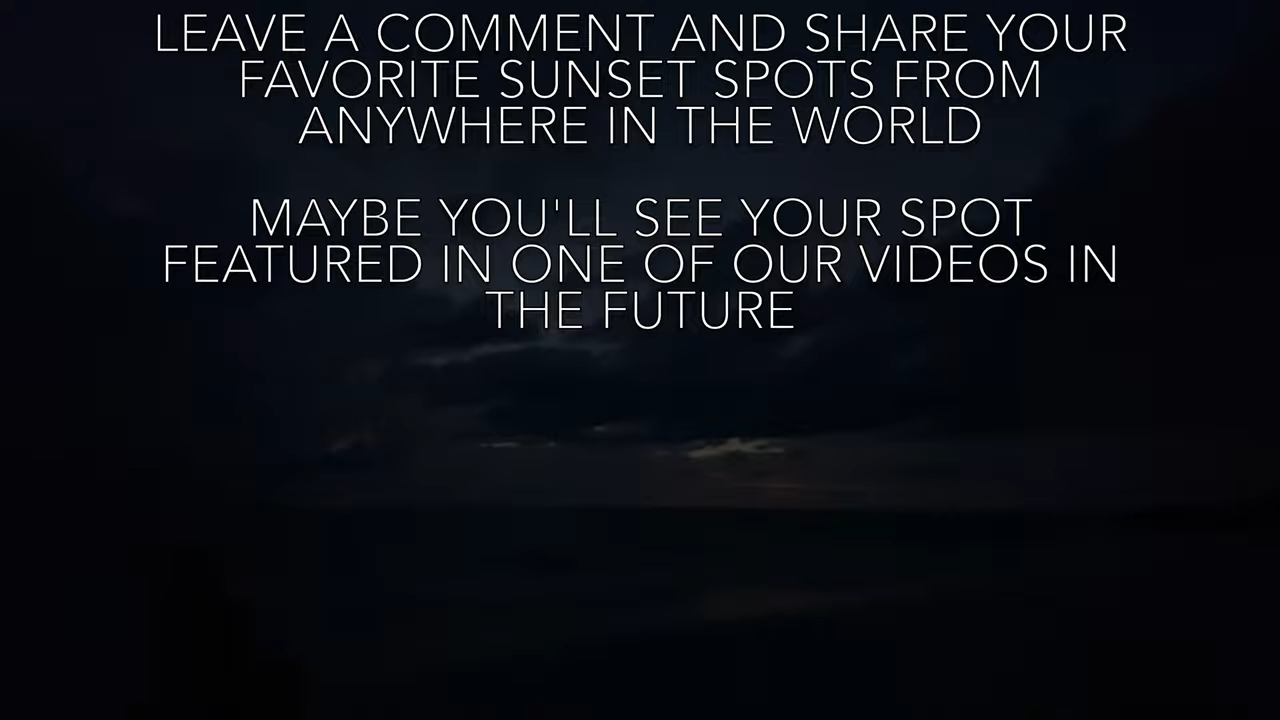 LEAVE A COMMENT AND SHARE YOUR
FAVORITE SUNSET SPOTS FROM
ANYWHERE IN THE WORLD
MAYBE YOU'LL SEE YOUR SPOT
FEATURED IN ONE OF OUR VIDEOS IN
THE FUTURE